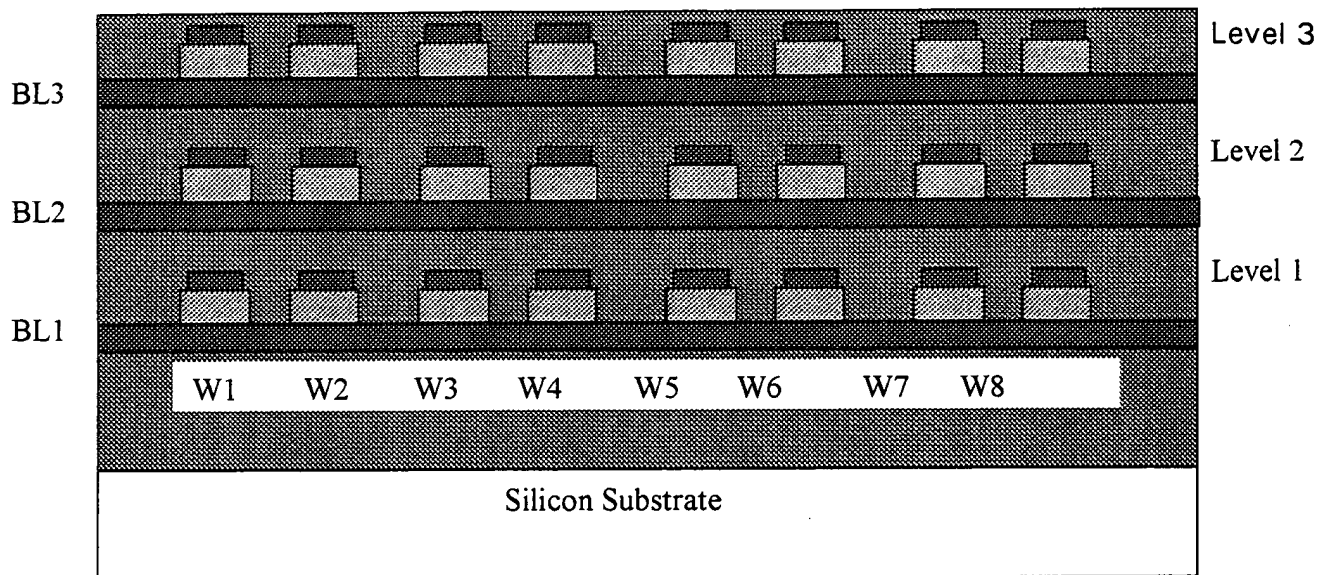 Level 3
BL3
Level 2
BL2
Level 1
BL1
W1 W2 W3 W4 W5 W6 W7 W8
Silicon Substrate